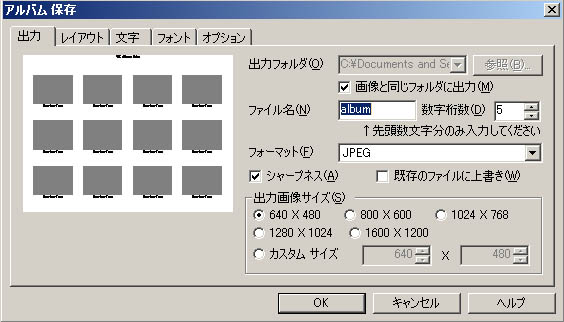 アルバム 保存
出力 レイアウト 文字 フォント オプション
出力フォルダ(O) C:¥Documents and Se 参照(B)...
画像と同じフォルダに出力(M)
ファイル名(N) album 数字桁数(D) 5
↑先頭数文字分のみ入力してください
フォーマット(F) JPEG
シャープネス(A) 既存のファイルに上書き(W)
出力画像サイズ(S)
640 X 480 800 X 600 1024 X 768
1280 X 1024 1600 X 1200
カスタム サイズ 640 X 480
OK キャンセル ヘルプ